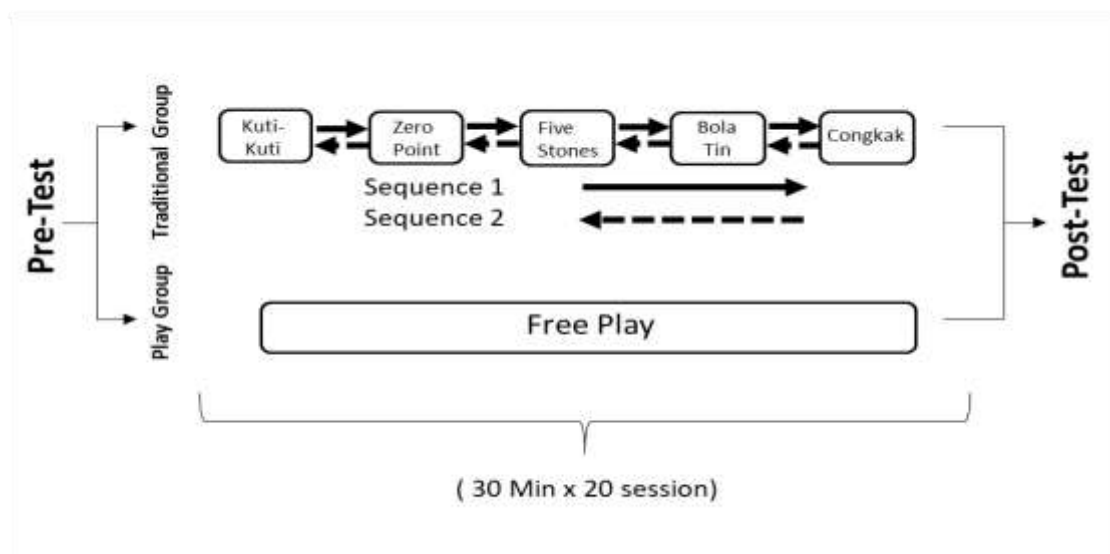 Pre-Test
Traditional Group
Kuti-
Kuti
Zero
Point
Five
Stones
Bola
Tin
Congkak
Sequence 1
Sequence 2
Play Group
Free Play
Post-Test
( 30 Min x 20 session)